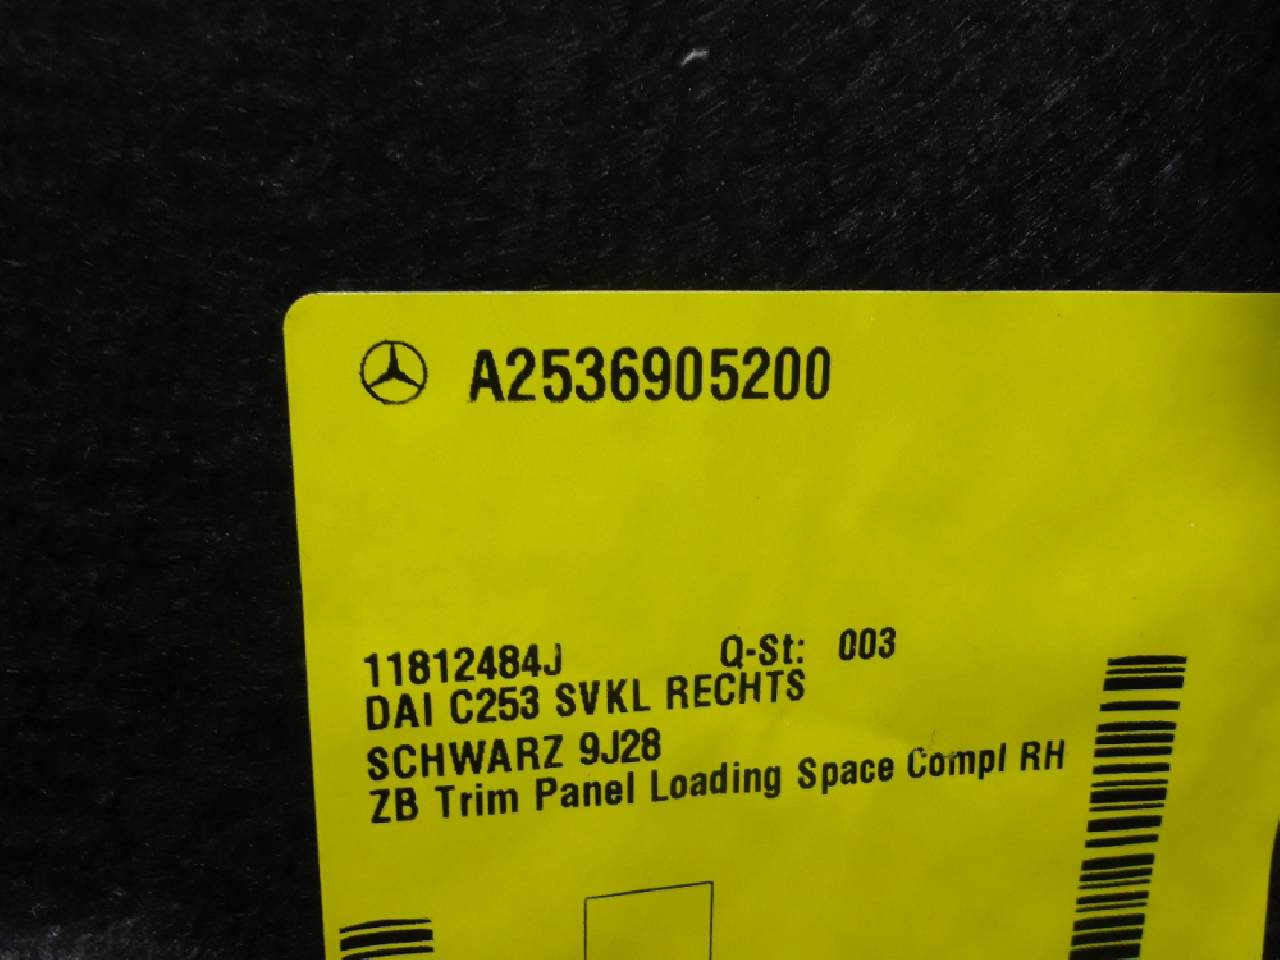 A2536905200
11812484J Q-St: 003
DAI C253 SVKL RECHTS
SCHWARZ 9J28
ZB Trim Panel Loading Space Compl RH